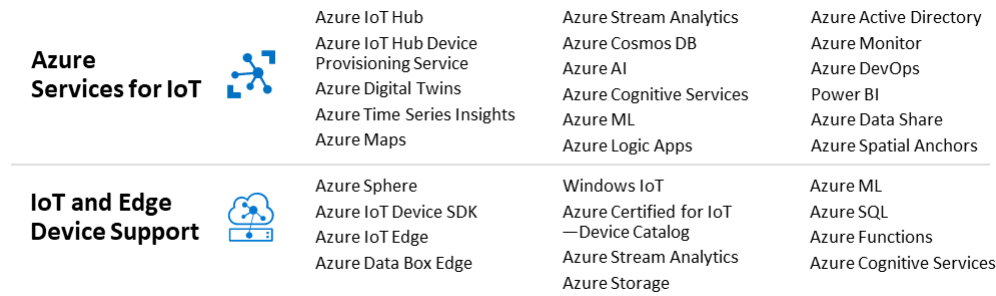 Azure
Services for IoT
Azure IoT Hub
Azure IoT Hub Device
Provisioning Service
Azure Digital Twins
Azure Time Series Insights
Azure Maps
Azure Stream Analytics
Azure Cosmos DB
Azure AI
Azure Cognitive Services
Azure ML
Azure Logic Apps
Azure Active Directory
Azure Monitor
Azure DevOps
Power BI
Azure Data Share
Azure Spatial Anchors
IoT and Edge
Device Support
Azure Sphere
Azure IoT Device SDK
Azure IoT Edge
Azure Data Box Edge
Windows IoT
Azure Certified for IoT
—Device Catalog
Azure Stream Analytics
Azure Storage
Azure ML
Azure SQL
Azure Functions
Azure Cognitive Services